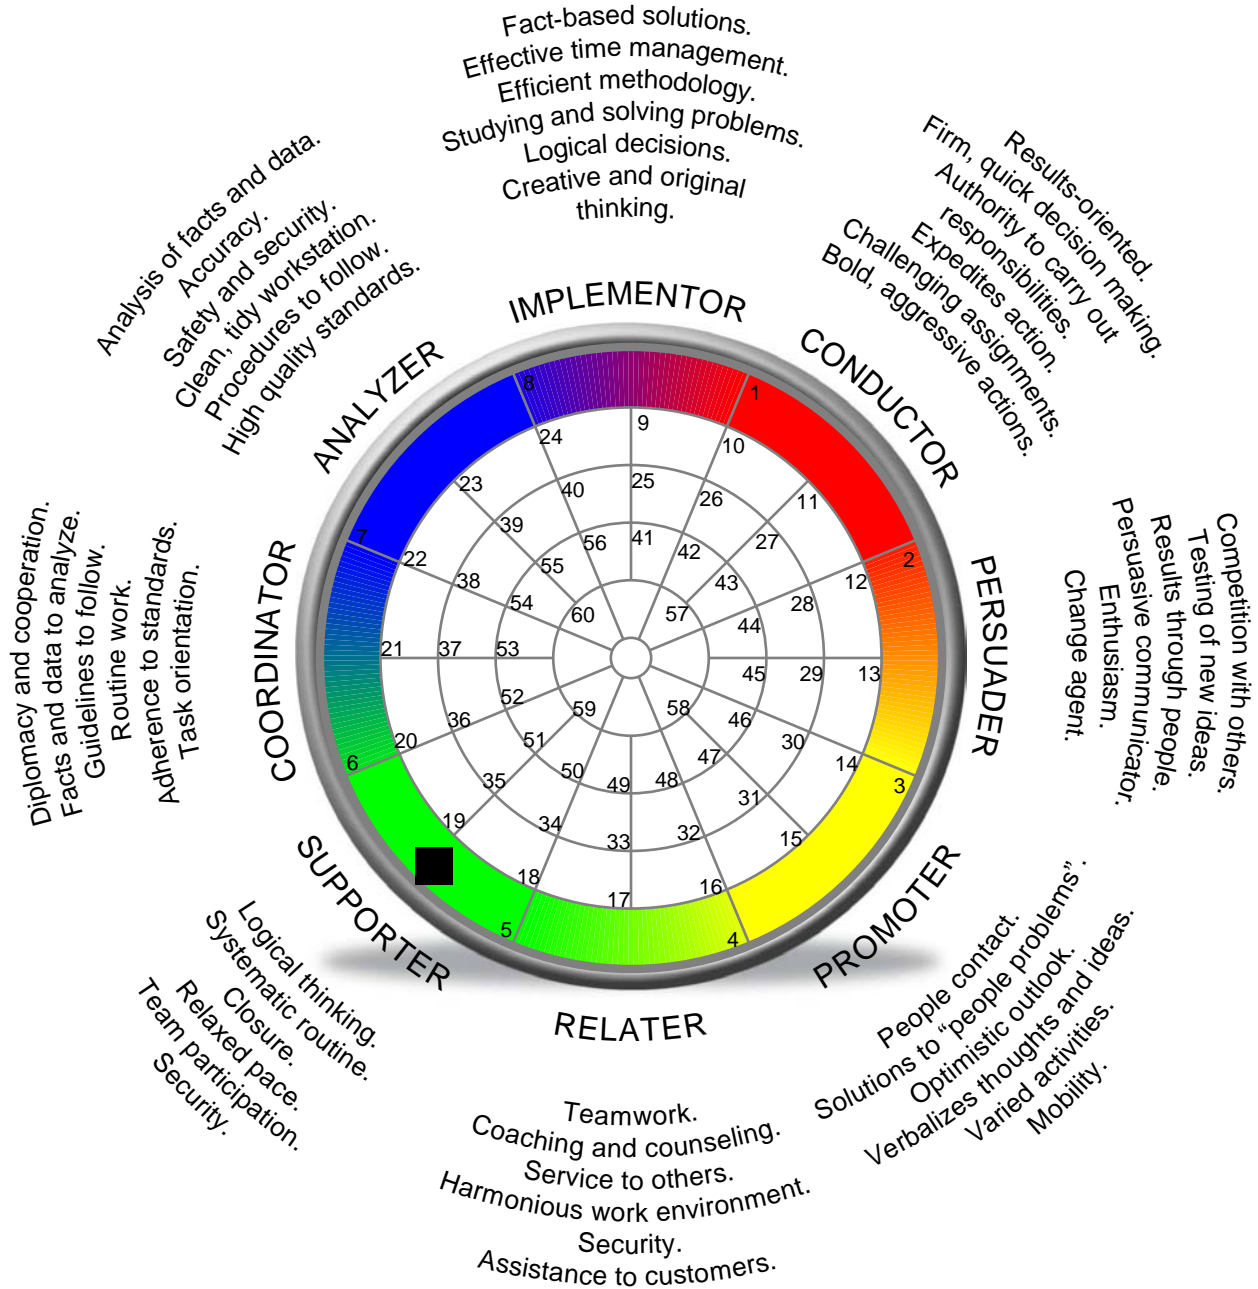 Fact-based solutions.
Effective time management.
Efficient methodology.
Studying and solving problems.
Logical decisions.
Creative and original
thinking.
IMPLEMENTOR
Results-oriented.
Firm, quick decision making.
Authority to carry out
responsibilities.
Expedites action.
Challenging assignments.
Bold, aggressive actions.
CONDUCTOR
Competition with others.
Testing of new ideas.
Results through people.
Persuasive communicator.
Enthusiasm.
Change agent.
PERSUADER
People contact.
Solutions to “people problems”.
Optimistic outlook.
Verbalizes thoughts and ideas.
Varied activities.
Mobility.
PROMOTER
RELATER
Teamwork.
Coaching and counseling.
Service to others.
Harmonious work environment.
Security.
Assistance to customers.
SUPPORTER
Logical thinking.
Systematic routine.
Closure.
Relaxed pace.
Team participation.
Security.
COORDINATOR
Diplomacy and cooperation.
Facts and data to analyze.
Guidelines to follow.
Routine work.
Adherence to standards.
Task orientation.
ANALYZER
Analysis of facts and data.
Accuracy.
Safety and security.
Clean, tidy workstation.
Procedures to follow.
High quality standards.
1
2
3
4
5
6
7
8
9
10
11
12
13
14
15
16
17
18
19
20
21
22
23
24
25
26
27
28
29
30
31
32
33
34
35
36
37
38
39
40
41
42
43
44
45
46
47
48
49
50
51
52
53
54
55
56
57
58
59
60